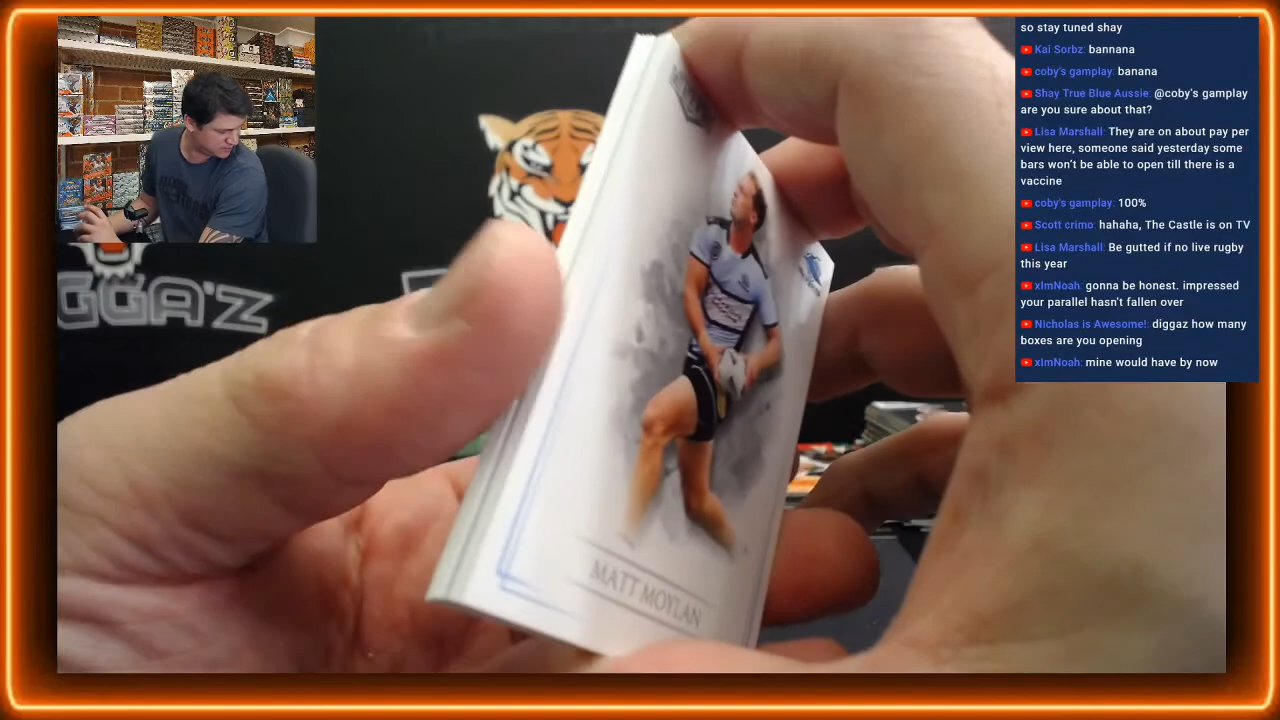 so stay tuned shay
Kai Sorbz: bannana
coby's gamplay: banana
Shay True Blue Aussie: @coby's gamplay
are you sure about that?
Lisa Marshall: They are on about pay per
view here, someone said yesterday some
bars won't be able to open till there is a
vaccine
coby's gamplay: 100%
Scott crimo: hahaha, The Castle is on TV
Lisa Marshall: Be gutted if no live rugby
this year
xImNoah: gonna be honest. impressed
your parallel hasn't fallen over
Nicholas is Awesome!: diggaz how many
boxes are you opening
xImNoah: mine would have by now
GGA'Z
MATT MOYLAN